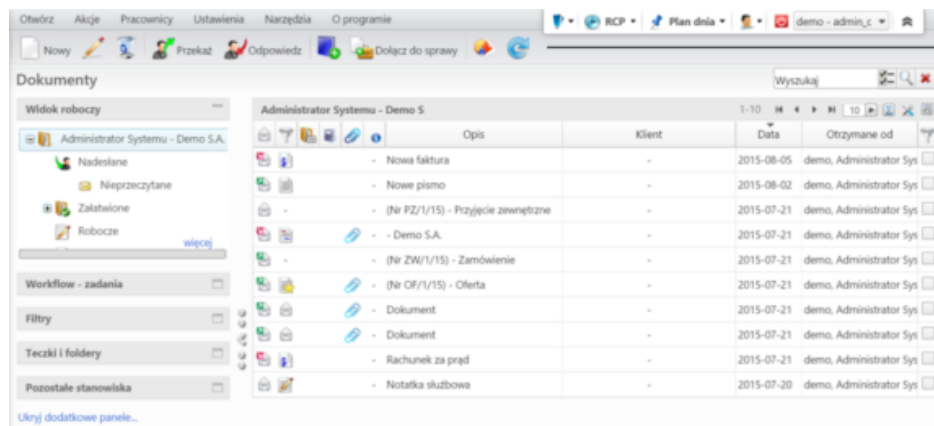 Otwórz Akcje Pracownicy Ustawienia Narzędzia O programie RCP Plan dnia demo - admin_c
Nowy Przekaż Odpowiedz Dołącz do sprawy
Dokumenty Wyszukaj
Widok roboczy Administrator Systemu - Demo S 1-10 10
Administrator Systemu - Demo S.A. Opis Klient Data Otrzymane od
Nadesłane - Nowa faktura - 2015-08-05 demo, Administrator Sys
Nieprzeczytane - Nowe pismo - 2015-08-02 demo, Administrator Sys
Załatwione - - (Nr PZ/1/15) - Przyjęcie zewnętrzne - 2015-07-21 demo, Administrator Sys
Robocze - - Demo S.A. - 2015-07-21 demo, Administrator Sys
więcej
- - (Nr ZW/1/15) - Zamówienie - 2015-07-21 demo, Administrator Sys
Workflow - zadania - (Nr OF/1/15) - Oferta - 2015-07-21 demo, Administrator Sys
Filtry - Dokument - 2015-07-21 demo, Administrator Sys
- Dokument - 2015-07-21 demo, Administrator Sys
Teczki i foldery - Rachunek za prąd - 2015-07-21 demo, Administrator Sys
Pozostałe stanowiska - Notatka służbowa - 2015-07-20 demo, Administrator Sys
Ukryj dodatkowe panele...